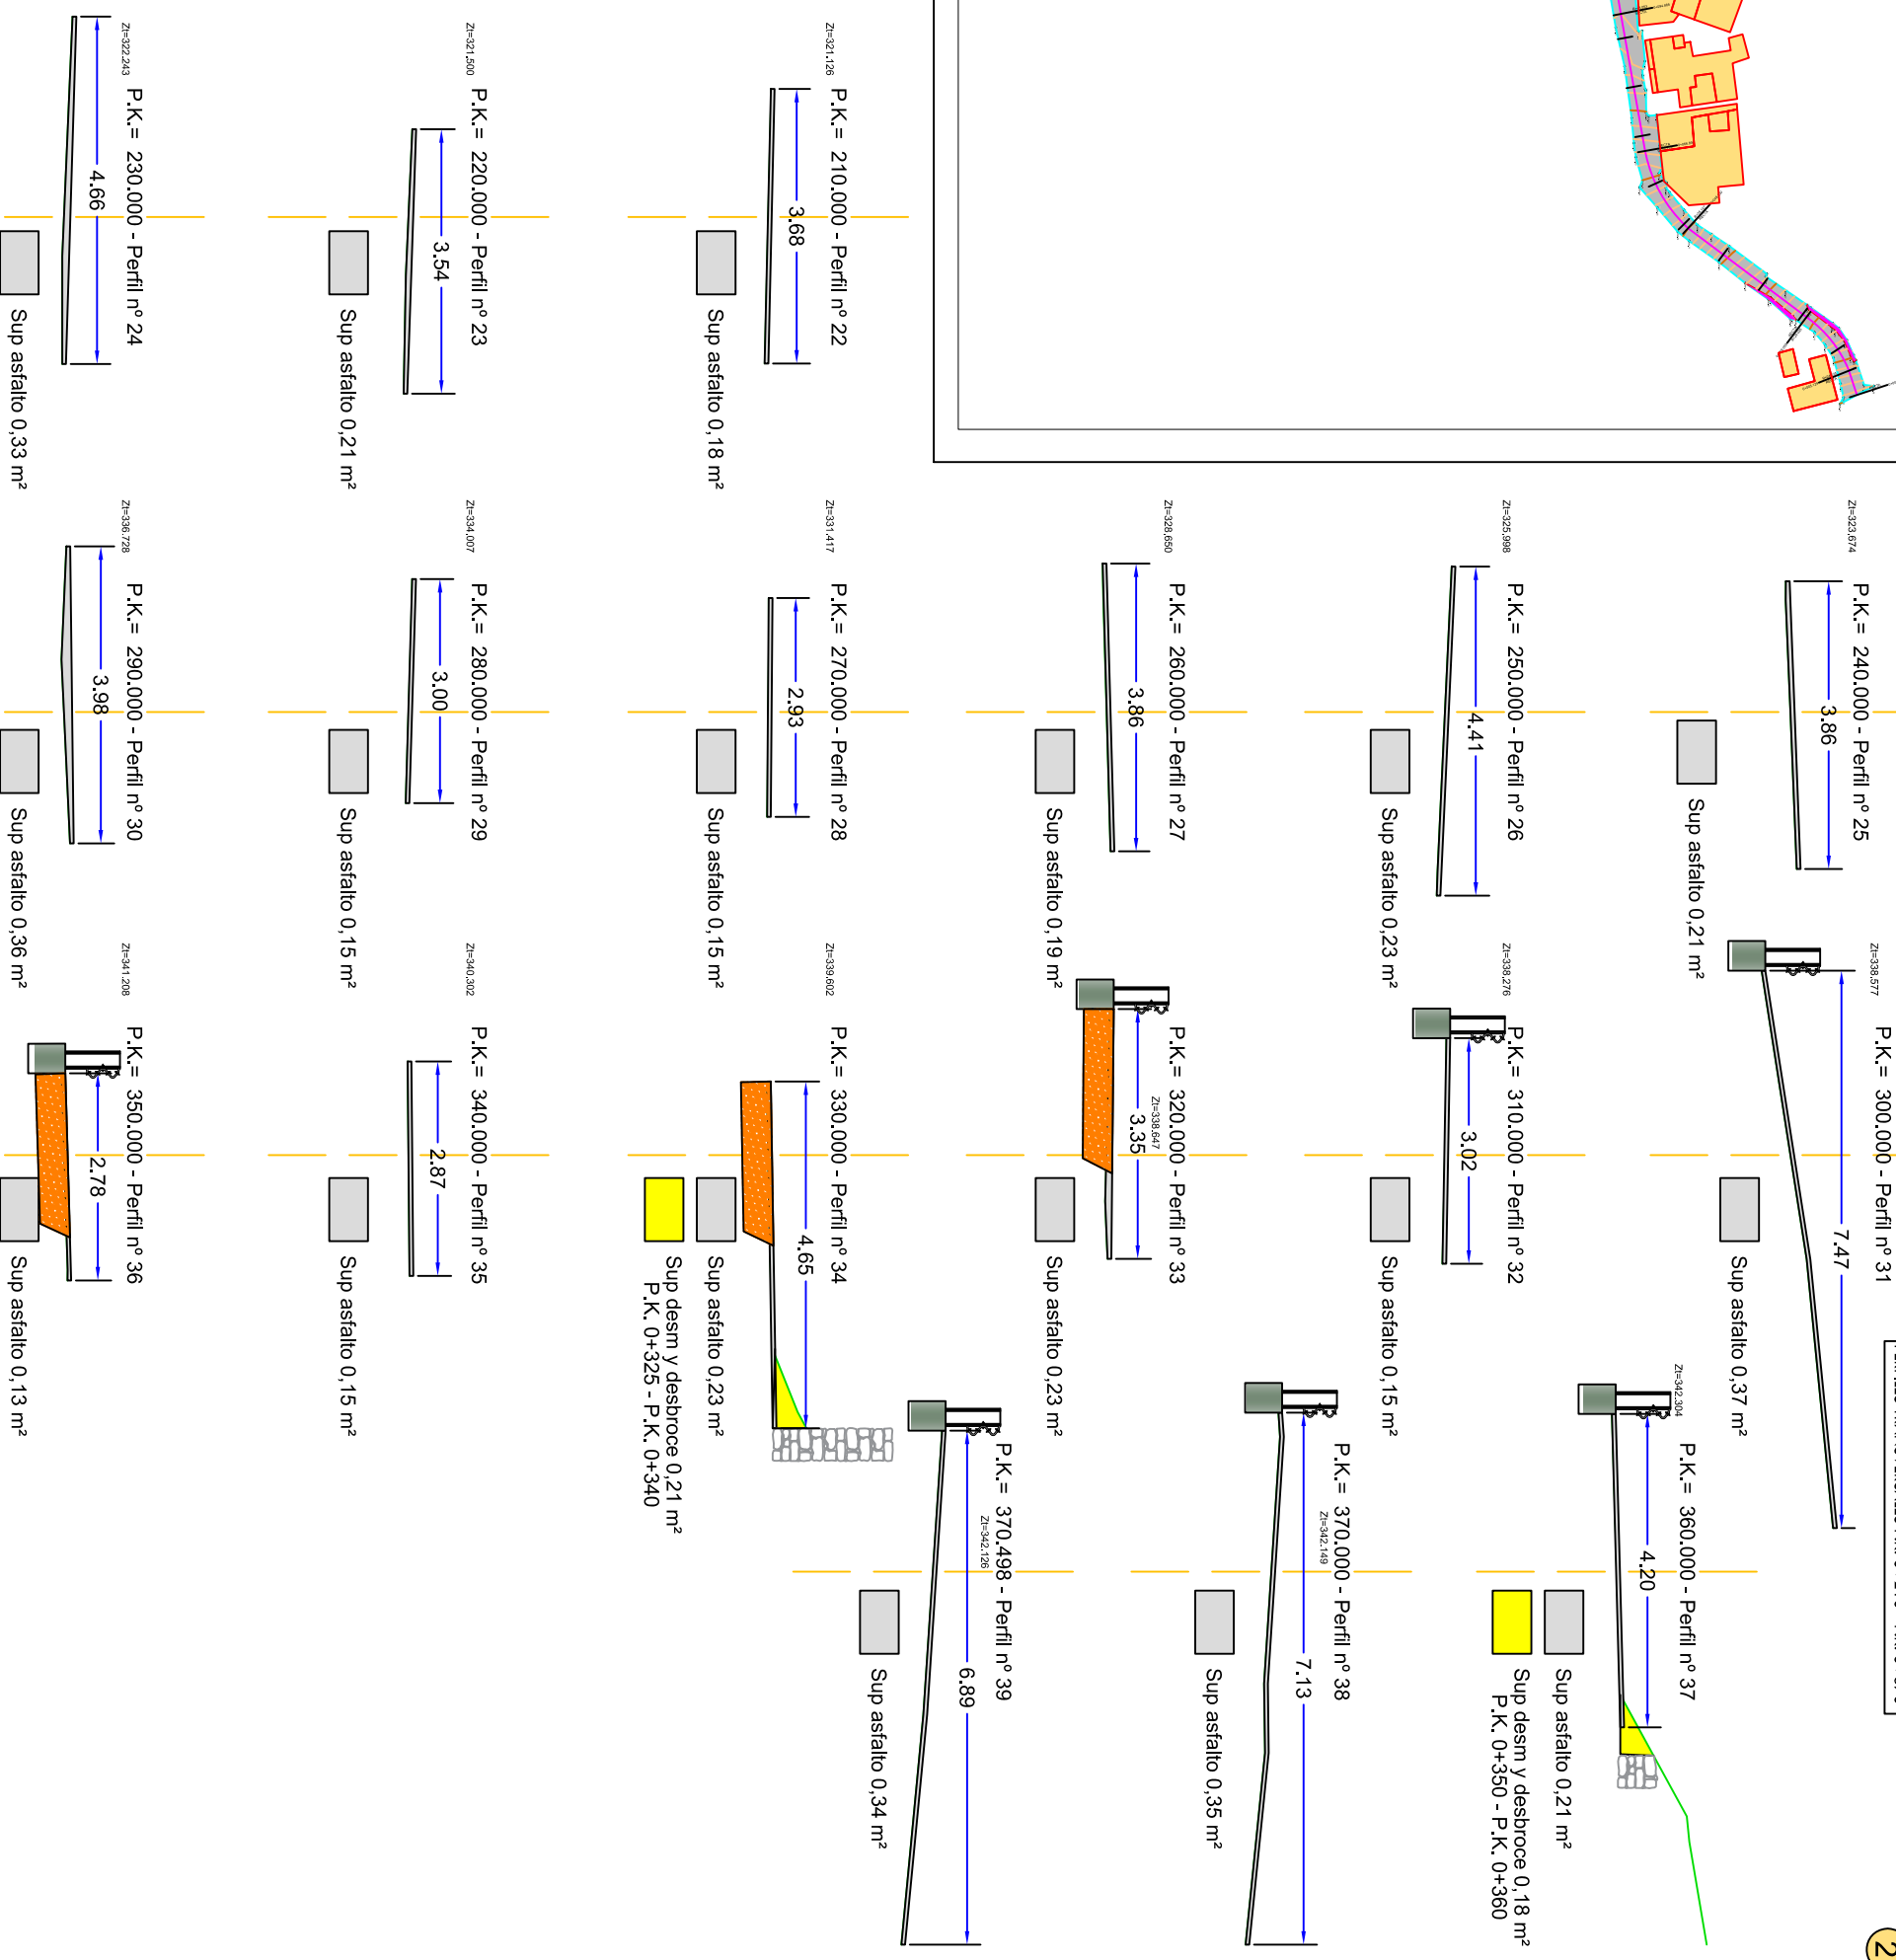 Zt=322.243
P.K.= 230.000 - Perfil nº 24
4.66
Sup asfalto 0,33 m²
Zt=321.500
P.K.= 220.000 - Perfil nº 23
3.54
Sup asfalto 0,21 m²
Zt=321.126
P.K.= 210.000 - Perfil nº 22
3.68
Sup asfalto 0,18 m²
Zt=336.728
P.K.= 290.000 - Perfil nº 30
3.98
Sup asfalto 0,36 m²
Zt=334.007
P.K.= 280.000 - Perfil nº 29
3.00
Sup asfalto 0,15 m²
Zt=331.417
P.K.= 270.000 - Perfil nº 28
2.93
Sup asfalto 0,15 m²
Zt=328.650
P.K.= 260.000 - Perfil nº 27
3.86
Sup asfalto 0,19 m²
Zt=325.998
P.K.= 250.000 - Perfil nº 26
4.41
Sup asfalto 0,23 m²
Zt=323.674
P.K.= 240.000 - Perfil nº 25
3.86
Sup asfalto 0,21 m²
Zt=341.208
P.K.= 350.000 - Perfil nº 36
2.78
Sup asfalto 0,13 m²
Zt=340.302
P.K.= 340.000 - Perfil nº 35
2.87
Sup asfalto 0,15 m²
Zt=339.602
P.K.= 330.000 - Perfil nº 34
4.65
Sup asfalto 0,23 m²
Sup desm y desbroce 0,21 m²
P.K. 0+325 - P.K. 0+340
P.K.= 320.000 - Perfil nº 33
Zt=338.647
3.35
Sup asfalto 0,23 m²
Zt=338.276
P.K.= 310.000 - Perfil nº 32
3.02
Sup asfalto 0,15 m²
Zt=338.577
P.K.= 300.000 - Perfil nº 31
7.47
Sup asfalto 0,37 m²
P.K.= 370.498 - Perfil nº 39
Zt=342.126
6.89
Sup asfalto 0,34 m²
P.K.= 370.000 - Perfil nº 38
Zt=342.149
7.13
Sup asfalto 0,35 m²
Zt=342.304
P.K.= 360.000 - Perfil nº 37
4.20
Sup asfalto 0,21 m²
Sup desm y desbroce 0,18 m²
P.K. 0+350 - P.K. 0+360
2